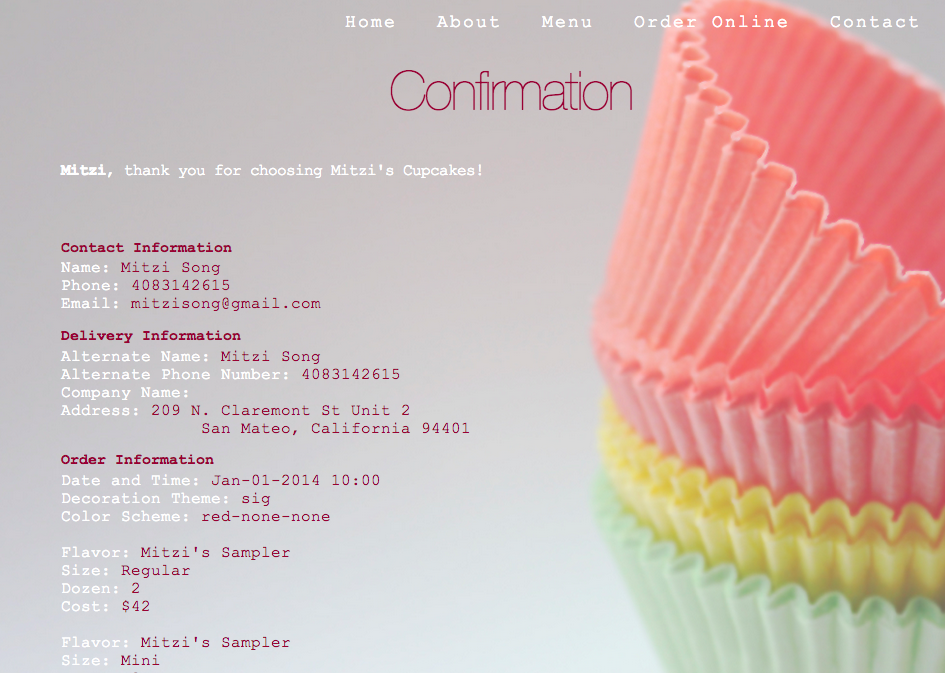 Home About Menu Order Online Contact
Confirmation
Mitzi, thank you for choosing Mitzi's Cupcakes!
Contact Information
Name: Mitzi Song
Phone: 4083142615
Email: mitzisong@gmail.com
Delivery Information
Alternate Name: Mitzi Song
Alternate Phone Number: 4083142615
Company Name:
Address: 209 N. Claremont St Unit 2
San Mateo, California 94401
Order Information
Date and Time: Jan-01-2014 10:00
Decoration Theme: sig
Color Scheme: red-none-none
Flavor: Mitzi's Sampler
Size: Regular
Dozen: 2
Cost: $42
Flavor: Mitzi's Sampler
Size: Mini